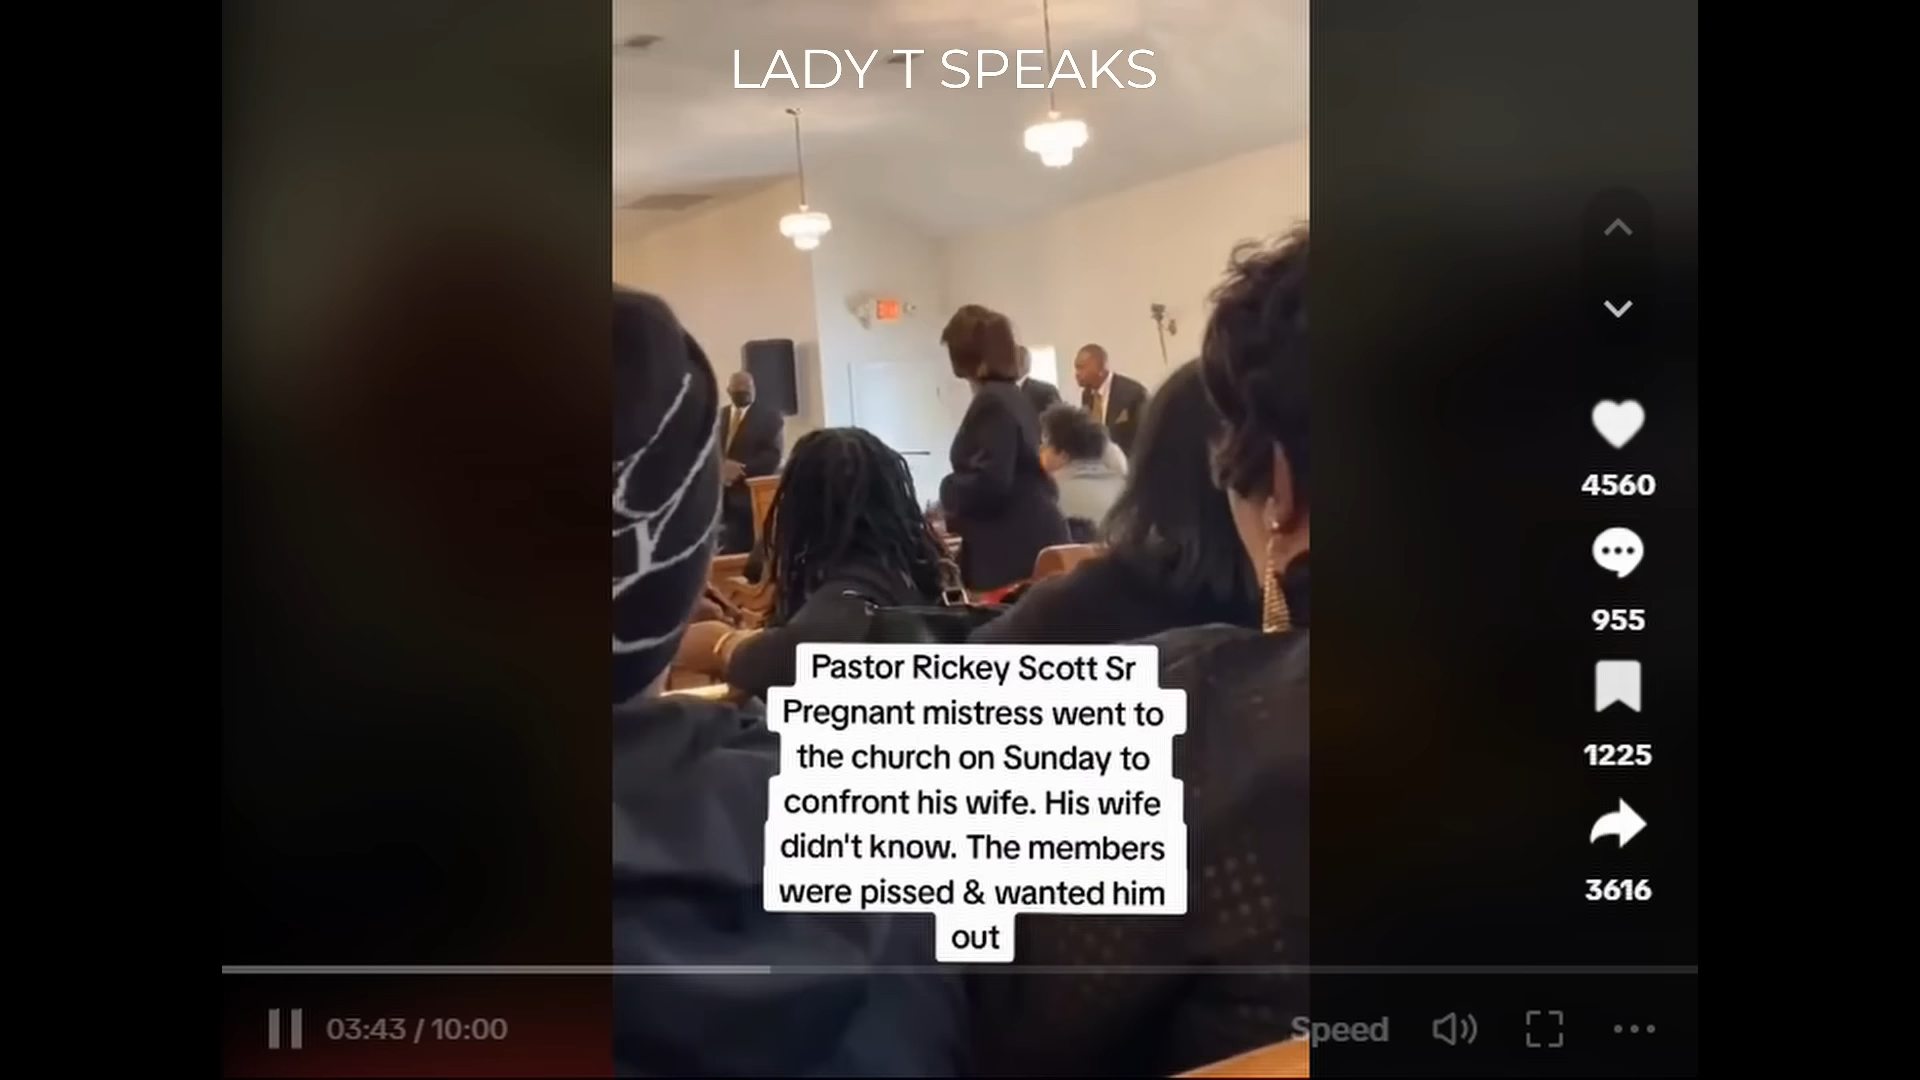 LADY T SPEAKS
Pastor Rickey Scott Sr
Pregnant mistress went to
the church on Sunday to
confront his wife. His wife
didn't know. The members
were pissed & wanted him
out
4560
955
1225
3616
03:43 / 10:00
Speed